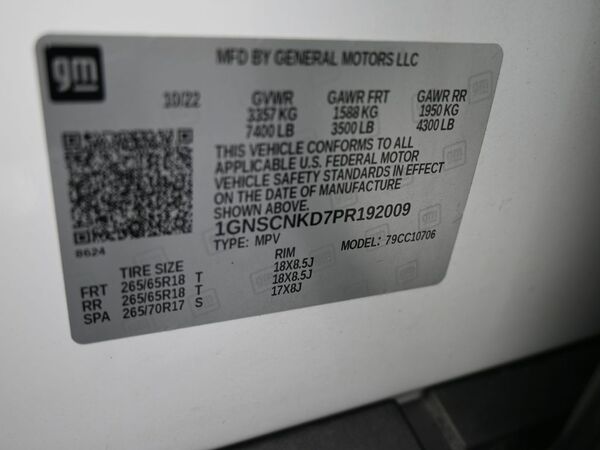 gm
MFD BY GENERAL MOTORS LLC
10/22 GVWR GAWR FRT GAWR RR
3357 KG 1588 KG 1950 KG
7400 LB 3500 LB 4300 LB
THIS VEHICLE CONFORMS TO ALL
APPLICABLE U.S. FEDERAL MOTOR
VEHICLE SAFETY STANDARDS IN EFFECT
ON THE DATE OF MANUFACTURE
SHOWN ABOVE.
1GNSCNKD7PR192009
TYPE: MPV MODEL: 79CC10706
8624
TIRE SIZE RIM
FRT 265/65R18 T 18X8.5J
RR 265/65R18 T 18X8.5J
SPA 265/70R17 S 17X8J